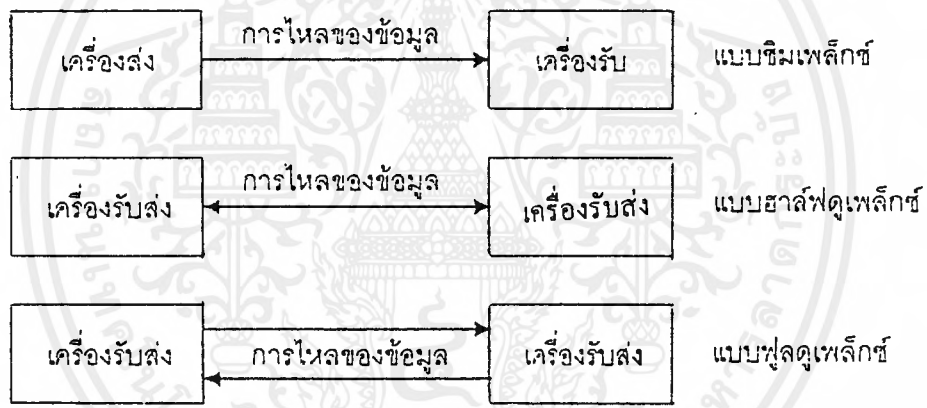 การไหลของข้อมูล
เครื่องส่ง เครื่องรับ แบบซิมเพล็กซ์
การไหลของข้อมูล
เครื่องรับส่ง เครื่องรับส่ง แบบฮาล์ฟดูเพล็กซ์
เครื่องรับส่ง การไหลของข้อมูล เครื่องรับส่ง แบบฟูลดูเพล็กซ์